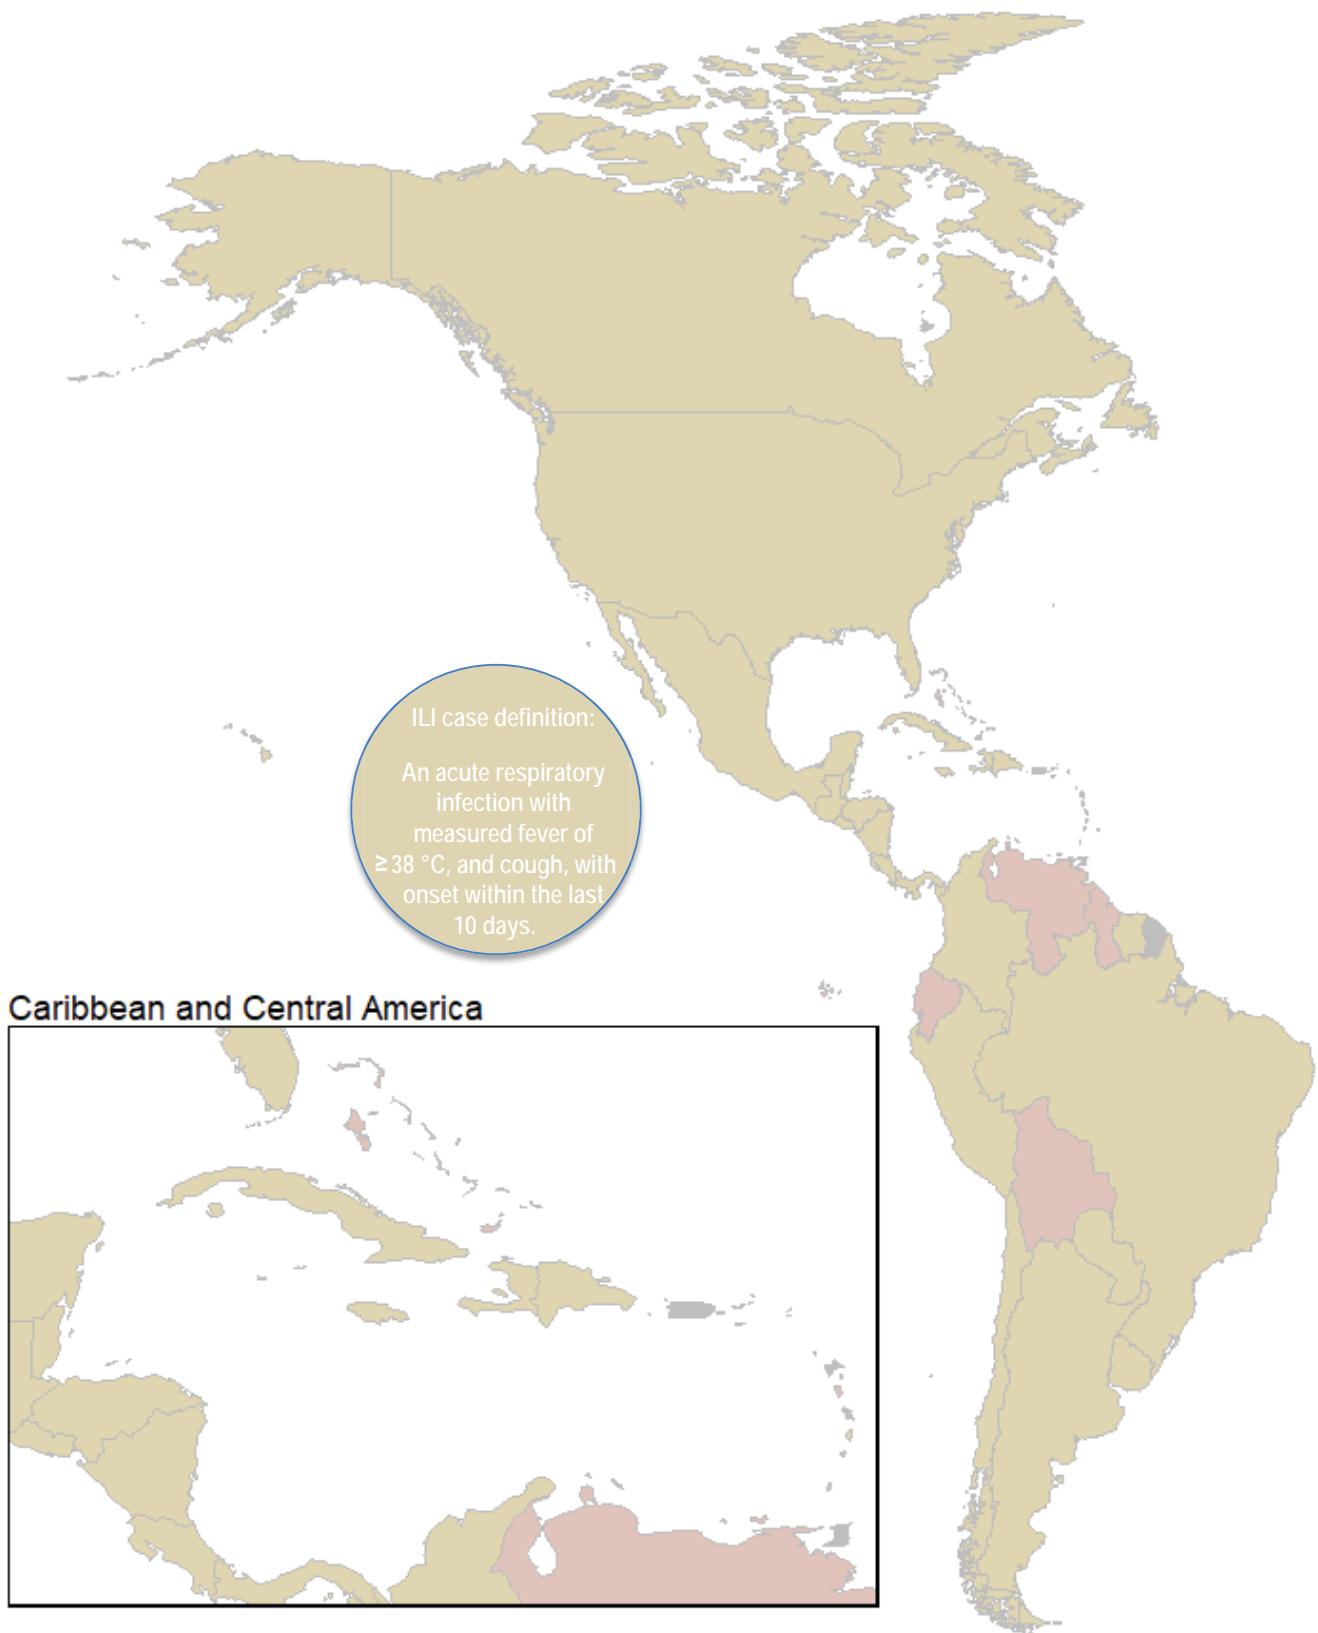 ILI case definition:
An acute respiratory
infection with
measured fever of
≥38 °C, and cough, with
onset within the last
10 days.
Caribbean and Central America